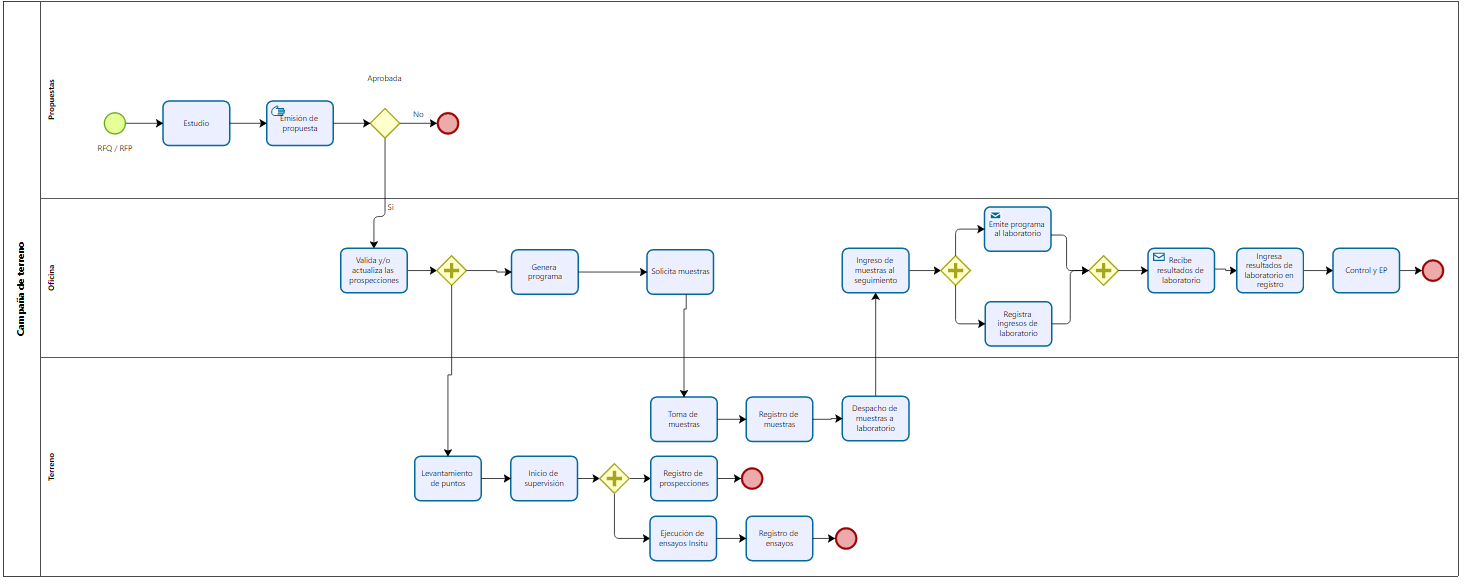 Campaña de terreno
Propuestas
Aprobada
No
Estudio
Emisión de
propuesta
RFQ / RFP
Oficina
Si
Valida y/o
actualiza las
prospecciones
Genera
programa
Solicita muestras
Ingreso de
muestras al
seguimiento
Emite programa
al laboratorio
Registra
ingresos de
laboratorio
Recibe
resultados de
laboratorio
Ingresa
resultados de
laboratorio en
registro
Control y EP
Terreno
Toma de
muestras
Registro de
muestras
Despacho de
muestras a
laboratorio
Levantamiento
de puntos
Inicio de
supervisión
Registro de
prospecciones
Ejecución de
ensayos Insitu
Registro de
ensayos